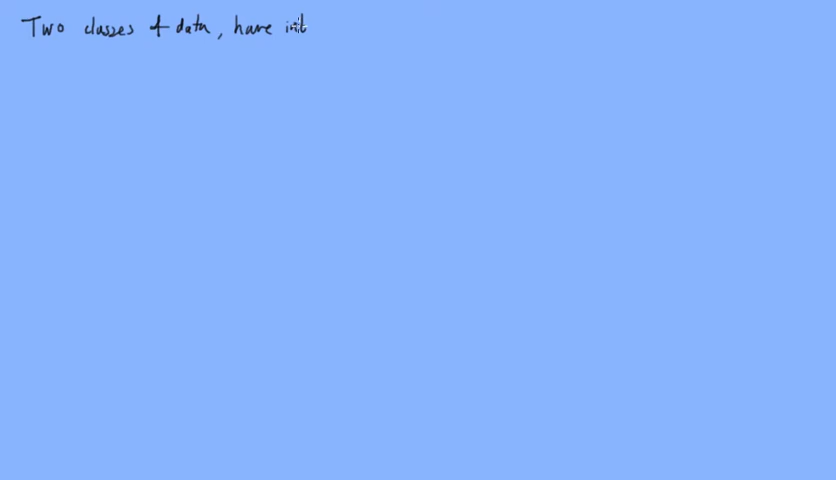 Two classes of data, have init